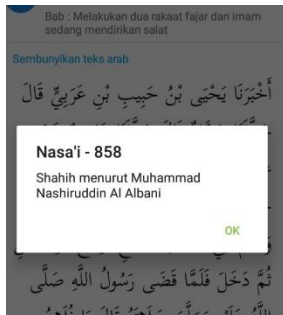 Bab : Melakukan dua rakaat fajar dan imam
sedang mendirikan salat
Sembunyikan teks arab
أَخْبَرَنَا يَحْيَى بْنُ حَبِيبِ بْنِ عَرَبِيٍّ قَالَ
Nasa'i - 858
Shahih menurut Muhammad
Nashiruddin Al Albani
OK
ثُمَّ دَخَلَ فَلَمَّا قَضَى رَسُولُ اللَّهِ صَلَّى